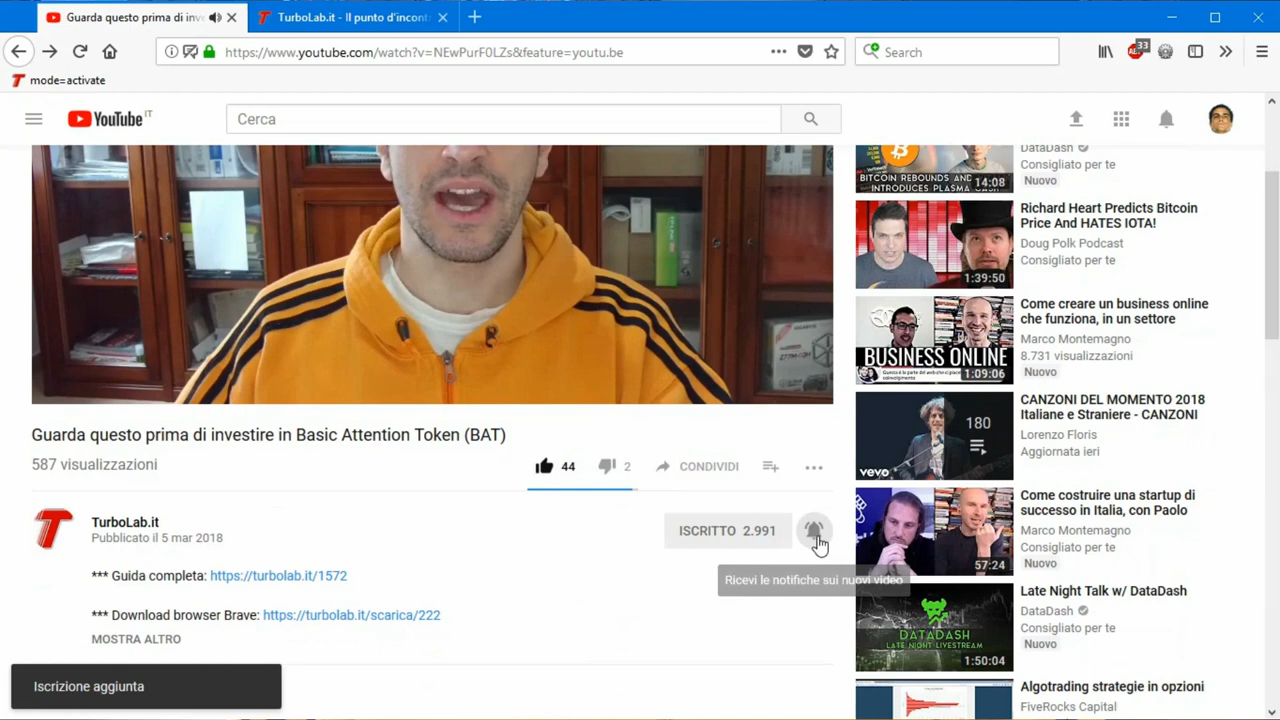 Guarda questo prima di inve
TurboLab.it - Il punto d'incont
https://www.youtube.com/watch?v=NEwPurF0LZs&feature=youtu.be
Search
33
mode=activate
YouTube IT
Cerca
BITCOIN REBOUNDS AND
INTRODUCES PLASMA CASH
14:08
DataDash
Consigliato per te
Nuovo
Richard Heart Predicts Bitcoin
Price And HATES IOTA!
Doug Polk Podcast
Consigliato per te
1:39:50
Come creare un business online
che funziona, in un settore
Marco Montemagno
8.731 visualizzazioni
Nuovo
BUSINESS ONLINE
1:09:06
CANZONI DEL MOMENTO 2018
Italiane e Straniere - CANZONI
Lorenzo Floris
Aggiornata ieri
180
vevo
Come costruire una startup di
successo in Italia, con Paolo
Marco Montemagno
Consigliato per te
Nuovo
57:24
Late Night Talk w/ DataDash
DataDash
Consigliato per te
Nuovo
DATADASH
LATE NIGHT LIVESTREAM
1:50:04
Algotrading strategie in opzioni
FiveRocks Capital
Guarda questo prima di investire in Basic Attention Token (BAT)
587 visualizzazioni
44
2
CONDIVIDI
TurboLab.it
Pubblicato il 5 mar 2018
ISCRITTO 2.991
Ricevi le notifiche sui nuovi video
*** Guida completa: https://turbolab.it/1572
*** Download browser Brave: https://turbolab.it/scarica/222
MOSTRA ALTRO
Iscrizione aggiunta